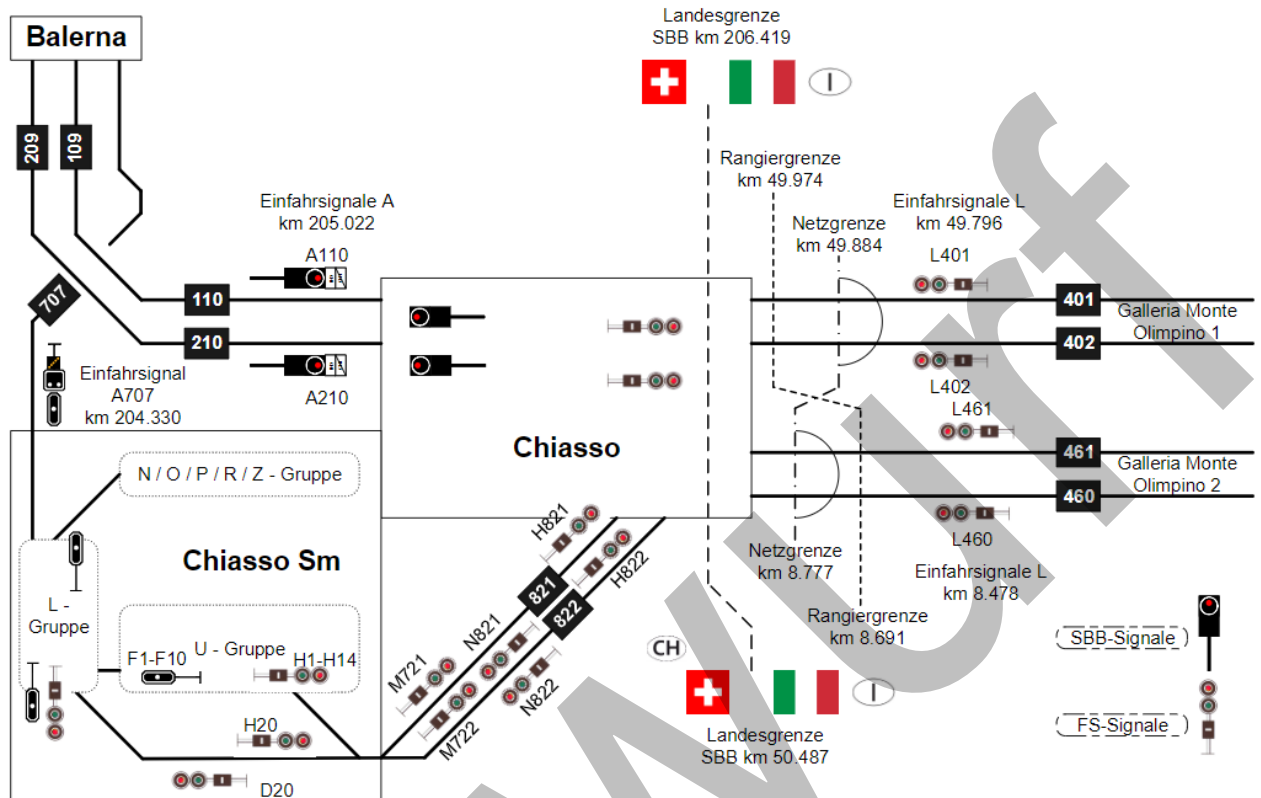 Balerna
209
109
707
Landesgrenze
SBB km 206.419
I
Rangiergrenze
km 49.974
Netzgrenze
km 49.884
Einfahrsignale L
km 49.796
L401
Einfahrsignale A
km 205.022
A110
110
210
A210
401
402
Galleria Monte
Olimpino 1
L402
L461
Einfahrsignal
A707
km 204.330
Chiasso
461
460
Galleria Monte
Olimpino 2
L460
N / O / P / R / Z - Gruppe
Chiasso Sm
L -
Gruppe
U - Gruppe
F1-F10
H1-H14
H20
D20
H821
H822
821
822
N821
N822
M721
M722
Netzgrenze
km 8.777
Einfahrsignale L
km 8.478
Rangiergrenze
km 8.691
CH
I
Landesgrenze
SBB km 50.487
SBB-Signale
FS-Signale
wurf